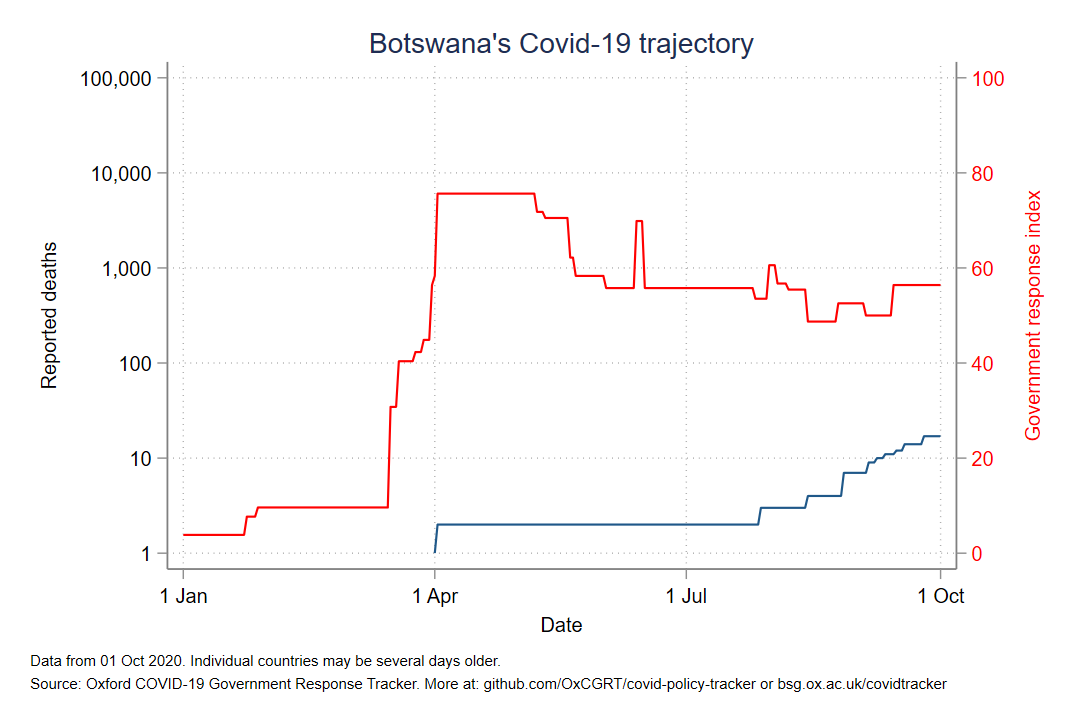 Botswana's Covid-19 trajectory
100,000
10,000
1,000
100
10
1
Reported deaths
100
80
60
40
20
0
Government response index
1 Jan
1 Apr
1 Jul
1 Oct
Date
Data from 01 Oct 2020. Individual countries may be several days older.
Source: Oxford COVID-19 Government Response Tracker. More at: github.com/OxCGRT/covid-policy-tracker or bsg.ox.ac.uk/covidtracker